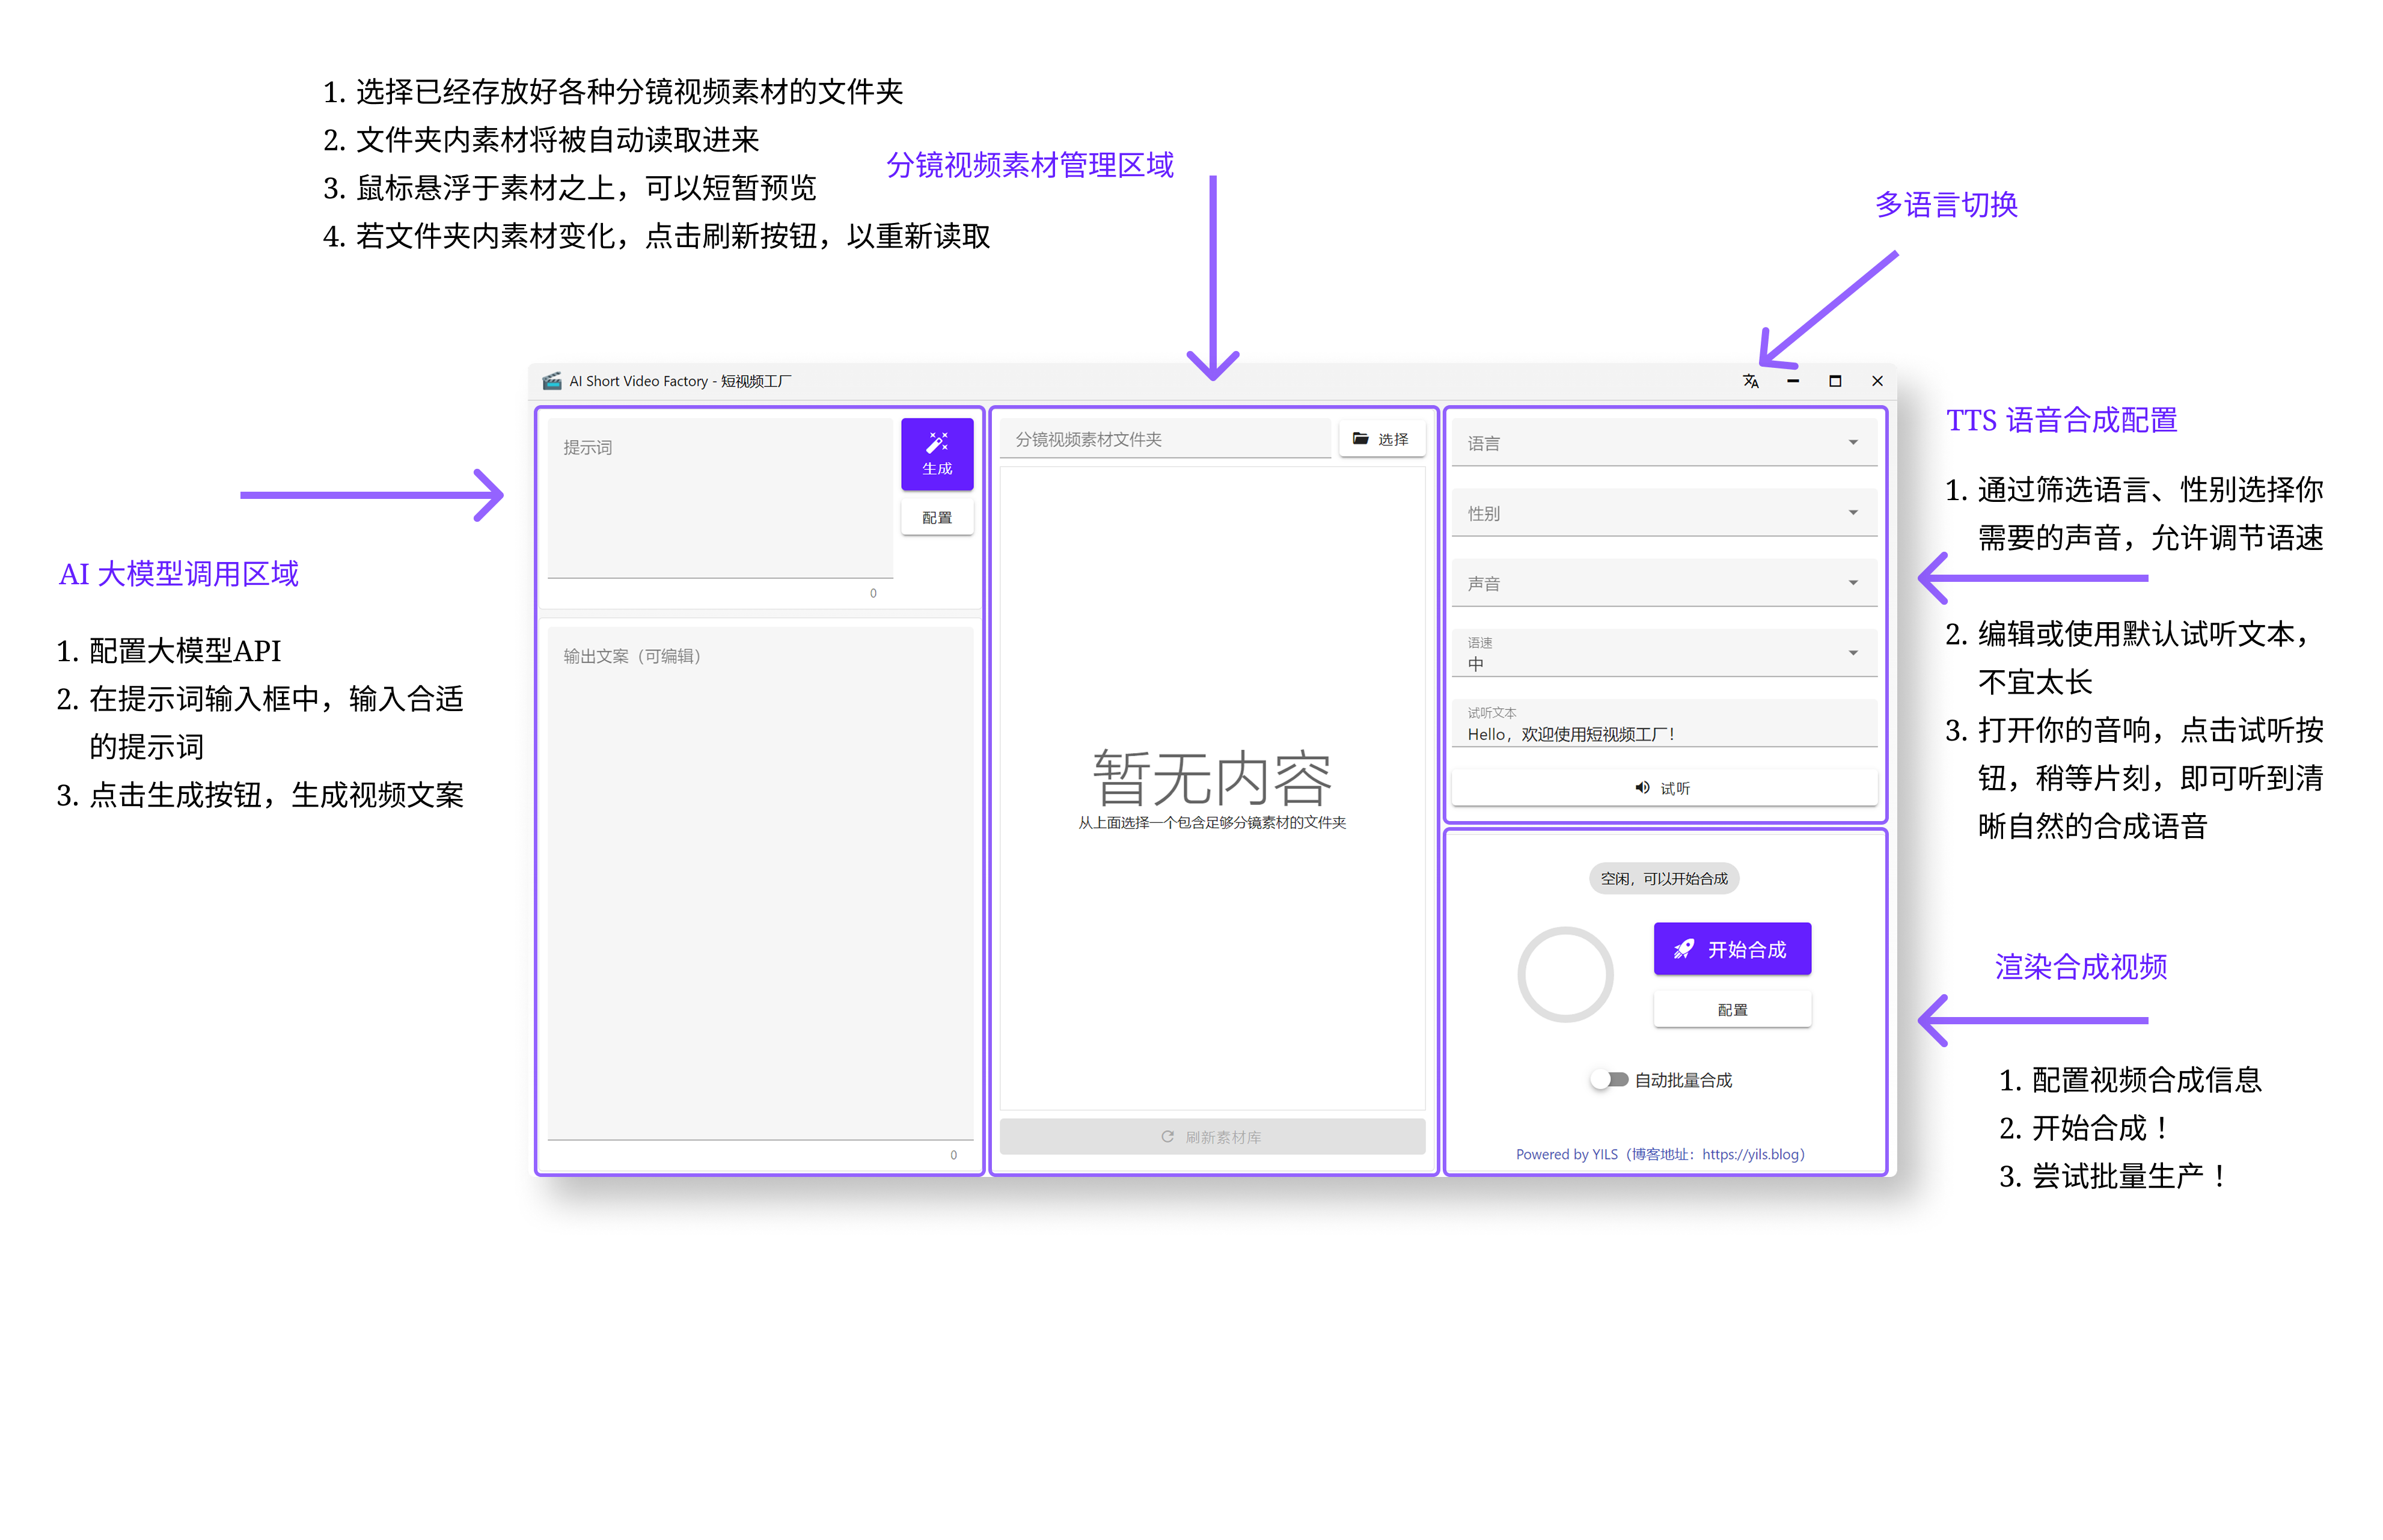 1. 选择已经存放好各种分镜视频素材的文件夹
2. 文件夹内素材将被自动读取进来
3. 鼠标悬浮于素材之上，可以短暂预览
4. 若文件夹内素材变化，点击刷新按钮，以重新读取
分镜视频素材管理区域
多语言切换
AI 大模型调用区域
1. 配置大模型API
2. 在提示词输入框中，输入合适
的提示词
3. 点击生成按钮，生成视频文案
AI Short Video Factory - 短视频工厂
提示词
生成
配置
0
输出文案（可编辑）
0
分镜视频素材文件夹
选择
暂无内容
从上面选择一个包含足够分镜素材的文件夹
刷新素材库
语言
性别
声音
语速
中
试听文本
Hello，欢迎使用短视频工厂！
试听
空闲，可以开始合成
开始合成
配置
自动批量合成
Powered by YILS（博客地址：https://yils.blog）
TTS 语音合成配置
1. 通过筛选语言、性别选择你
需要的声音，允许调节语速
2. 编辑或使用默认试听文本，
不宜太长
3. 打开你的音响，点击试听按
钮，稍等片刻，即可听到清
晰自然的合成语音
渲染合成视频
1. 配置视频合成信息
2. 开始合成！
3. 尝试批量生产！